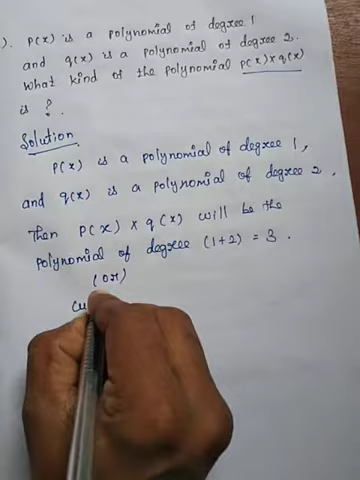 ). P(x) is a polynomial of degree 1
and q(x) is a polynomial of degree 2.
What kind of the polynomial P(x) x q(x)
is ?
Solution
P(x) is a polynomial of degree 1,
and q(x) is a polynomial of degree 2,
Then P(x) x q(x) will be the
polynomial of degree (1+2) = 3.
(or)
cu